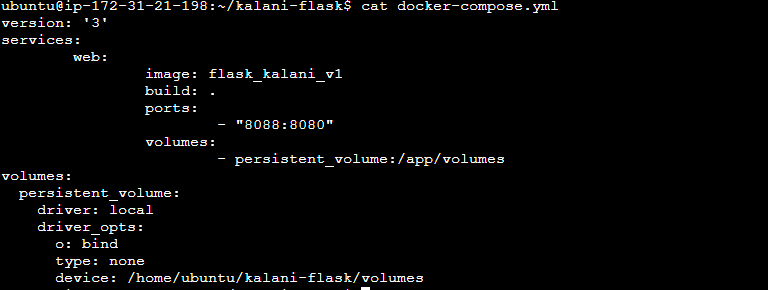 ubuntu@ip-172-31-21-198:~/kalani-flask$ cat docker-compose.yml
version: '3'
services:
        web:
                image: flask_kalani_v1
                build: .
                ports:
                        - "8088:8080"
                volumes:
                        - persistent_volume:/app/volumes
volumes:
  persistent_volume:
    driver: local
    driver_opts:
      o: bind
      type: none
      device: /home/ubuntu/kalani-flask/volumes